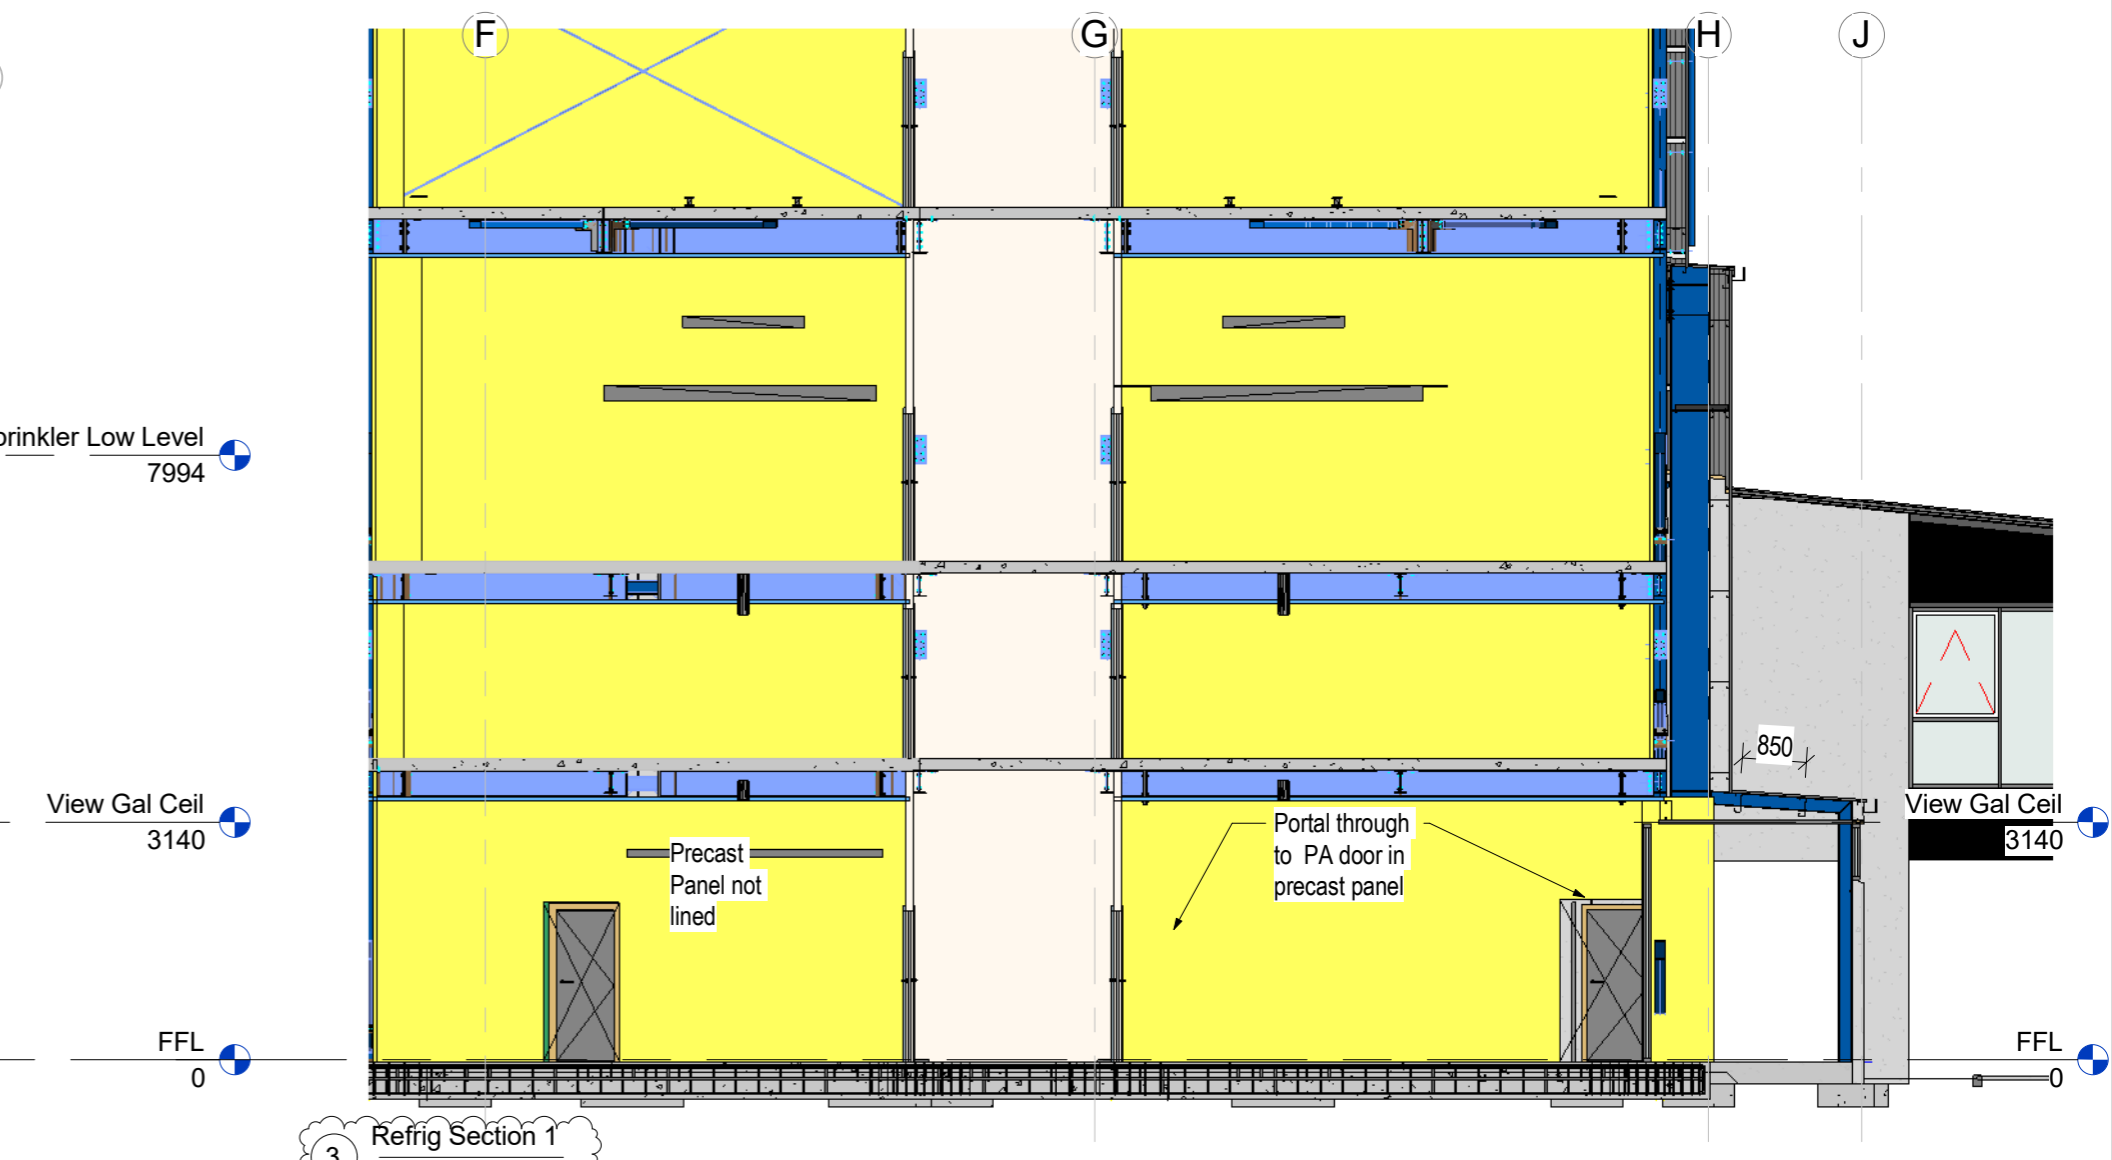 F
G
H
J
prinkler Low Level
7994
850
View Gal Ceil
3140
View Gal Ceil
3140
Precast
Panel not
lined
Portal through
to PA door in
precast panel
FFL
0
FFL
0
Refrig Section 1
3